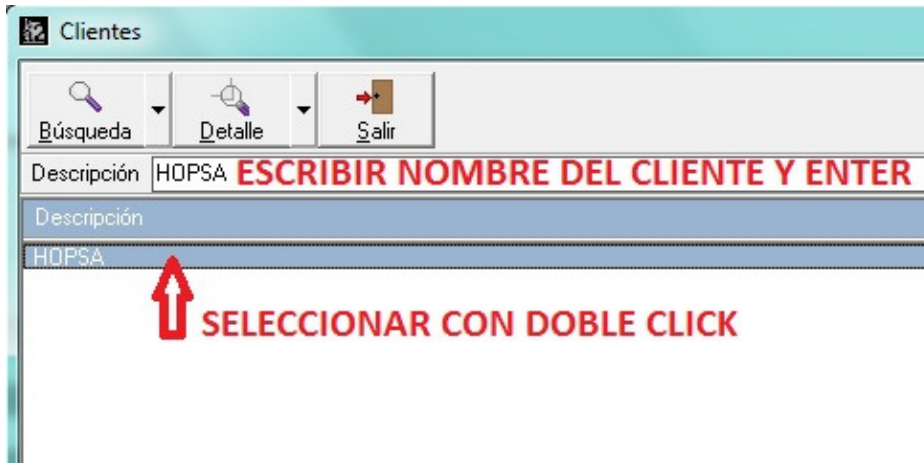 Clientes
Búsqueda Detalle Salir
Descripción HOPSA ESCRIBIR NOMBRE DEL CLIENTE Y ENTER
Descripción
HOPSA
SELECCIONAR CON DOBLE CLICK